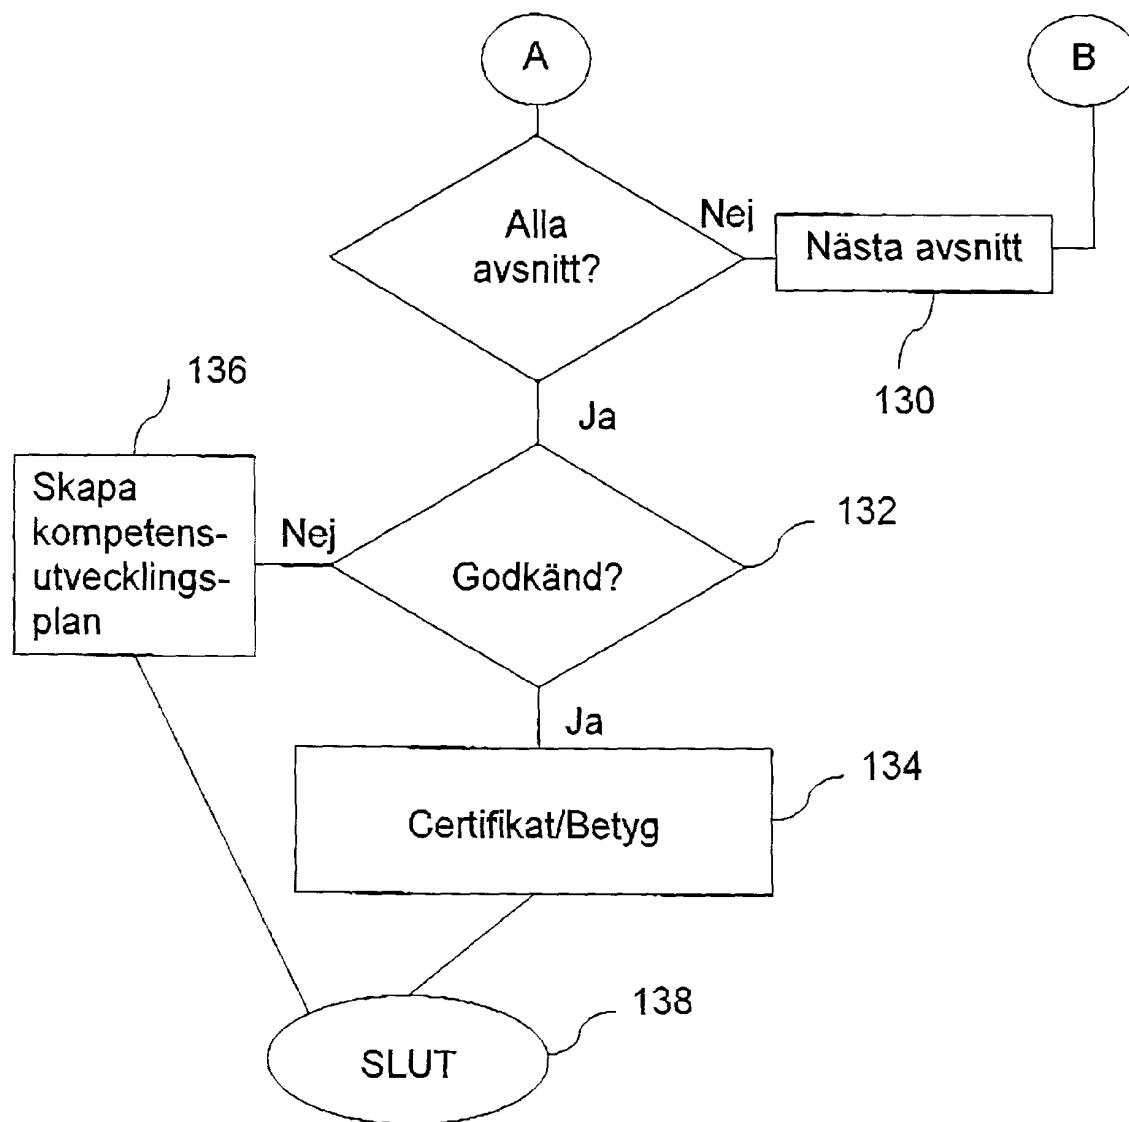 A
B
Alla
avsnitt?
Nej
Nästa avsnitt
130
Ja
136
Skapa
kompetens-
utvecklings-
plan
Nej
Godkänd?
132
Ja
Certifikat/Betyg
134
SLUT
138